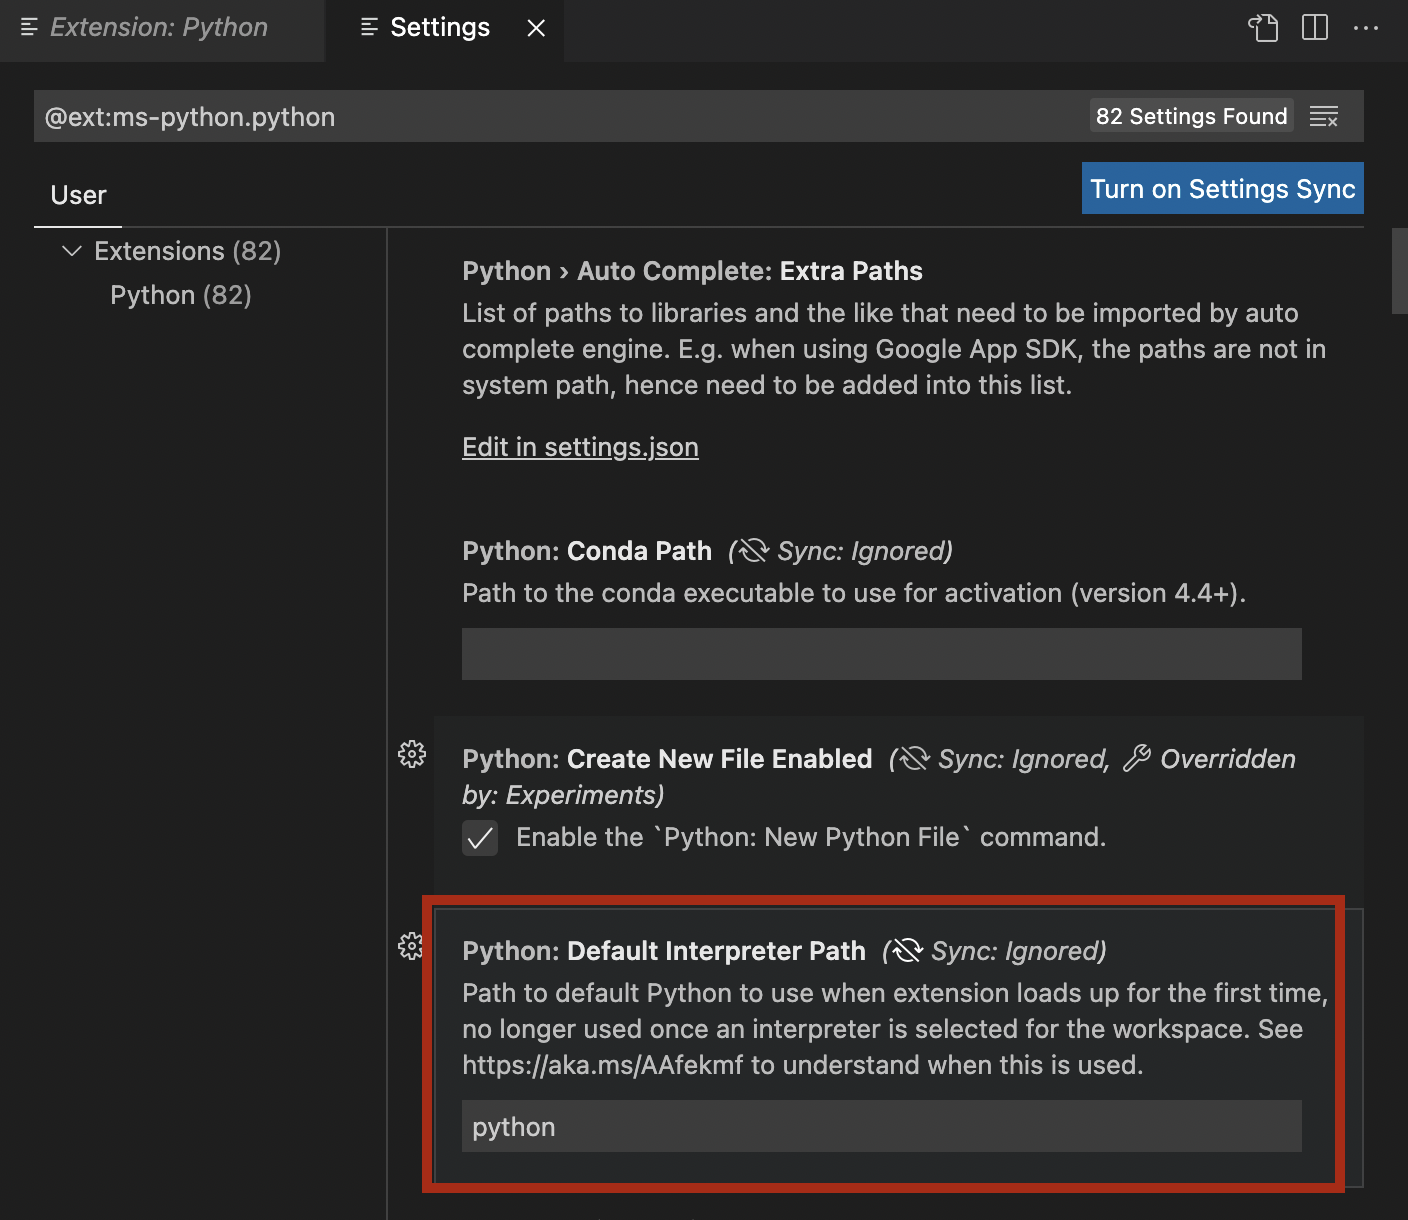 Extension: Python
Settings
@ext:ms-python.python
82 Settings Found
User
Turn on Settings Sync
Extensions (82)
Python (82)
Python › Auto Complete: Extra Paths
List of paths to libraries and the like that need to be imported by auto
complete engine. E.g. when using Google App SDK, the paths are not in
system path, hence need to be added into this list.
Edit in settings.json
Python: Conda Path (Sync: Ignored)
Path to the conda executable to use for activation (version 4.4+).
Python: Create New File Enabled (Sync: Ignored, Overridden
by: Experiments)
Enable the `Python: New Python File` command.
Python: Default Interpreter Path (Sync: Ignored)
Path to default Python to use when extension loads up for the first time,
no longer used once an interpreter is selected for the workspace. See
https://aka.ms/AAfekmf to understand when this is used.
python